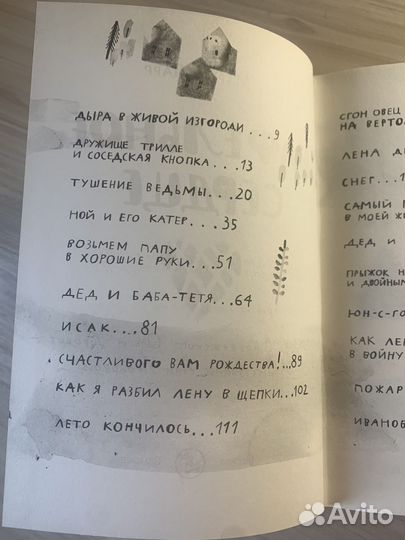 ДЫРА В ЖИВОЙ ИЗГОРОДИ . . . 9
ДРУЖИЩЕ ТРИЛЛЕ
И СОСЕДСКАЯ КНОПКА...13
ТУШЕНИЕ ВЕДЬМЫ...20
НОЙ И ЕГО КАТЕР...35
ВОЗЬМЕМ ПАПУ
В ХОРОШИЕ РУКИ...51
ДЕД И БАБА-ТЕТЯ...64
ИСАК...81
СЧАСТЛИВОГО ВАМ РОЖДЕСТВА!...89
КАК Я РАЗБИЛ ЛЕНУ В ЩЕПКИ...102
ЛЕТО КОНЧИЛОСЬ...111
СГОН ОВЕЦ
НА ВЕРТО
ЛЕНА
СНЕГ...1
САМЫЙ
В МОЕЙ
ДЕД И
ПРЫЖОК Н
И ДВОЙНЫМ
ЮН-С-ГО
КАК ЛЕ
В ВОЙНУ
ПОЖАР
ИВАНОВ
Avito